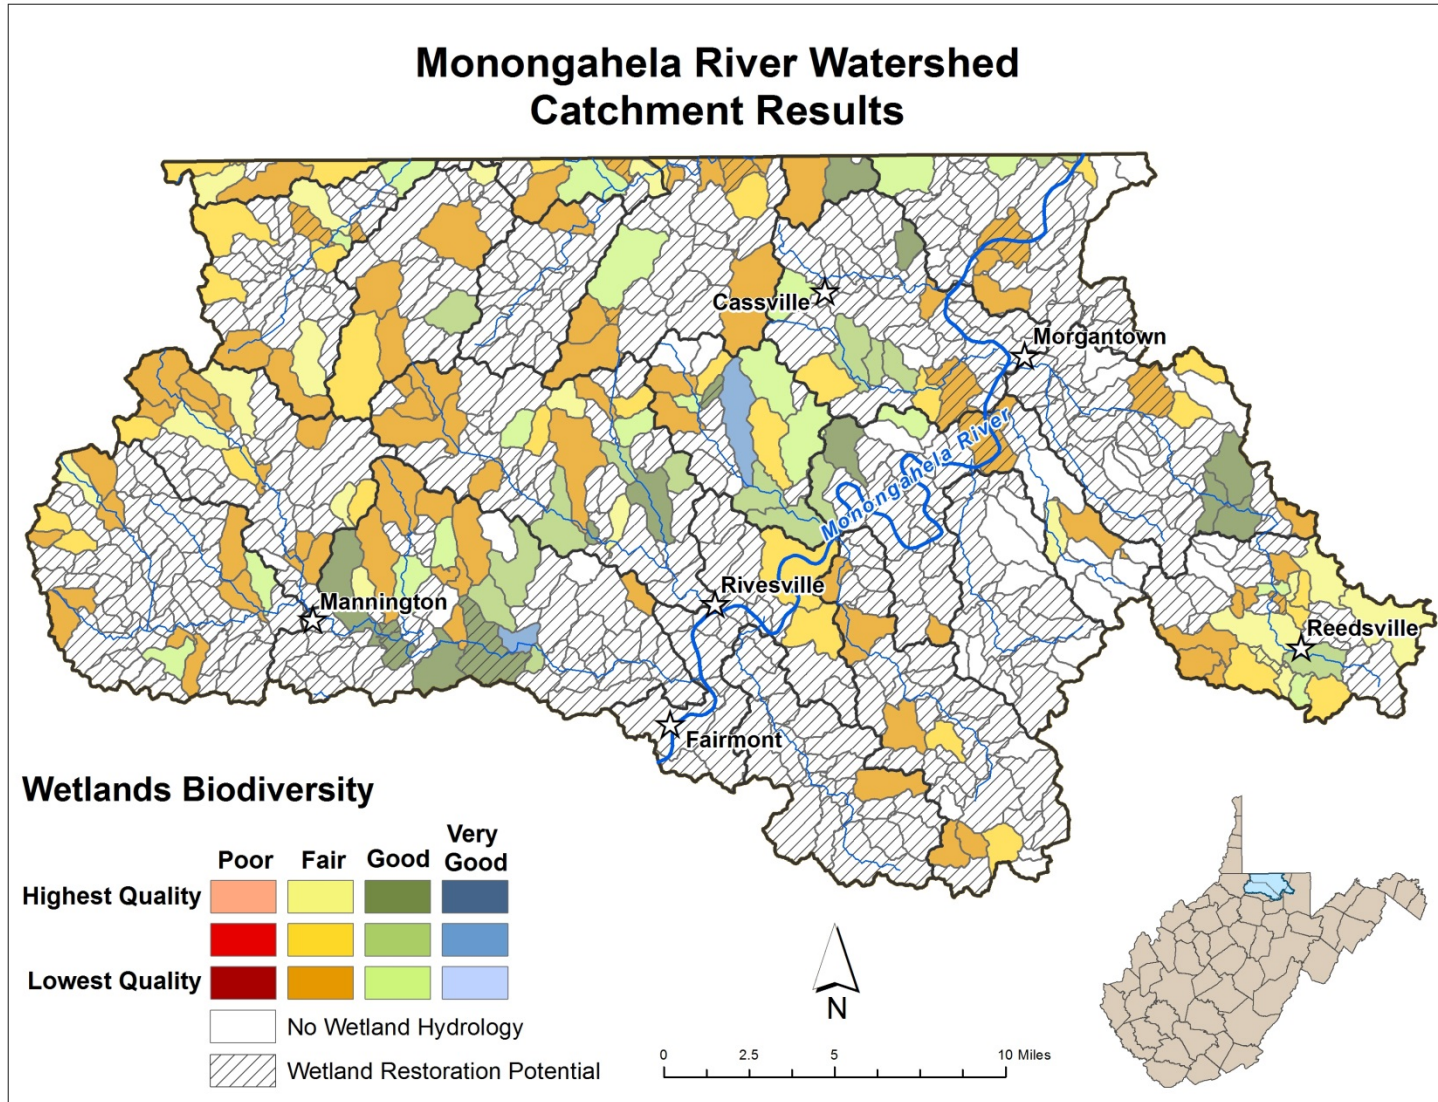 Monongahela River Watershed
Catchment Results
Cassville
Morgantown
Monongahela River
Rivesville
Mannington
Reedsville
Fairmont
Wetlands Biodiversity
Poor Fair Good Very Good
Highest Quality
Lowest Quality
No Wetland Hydrology
Wetland Restoration Potential
N
0 2.5 5 10 Miles